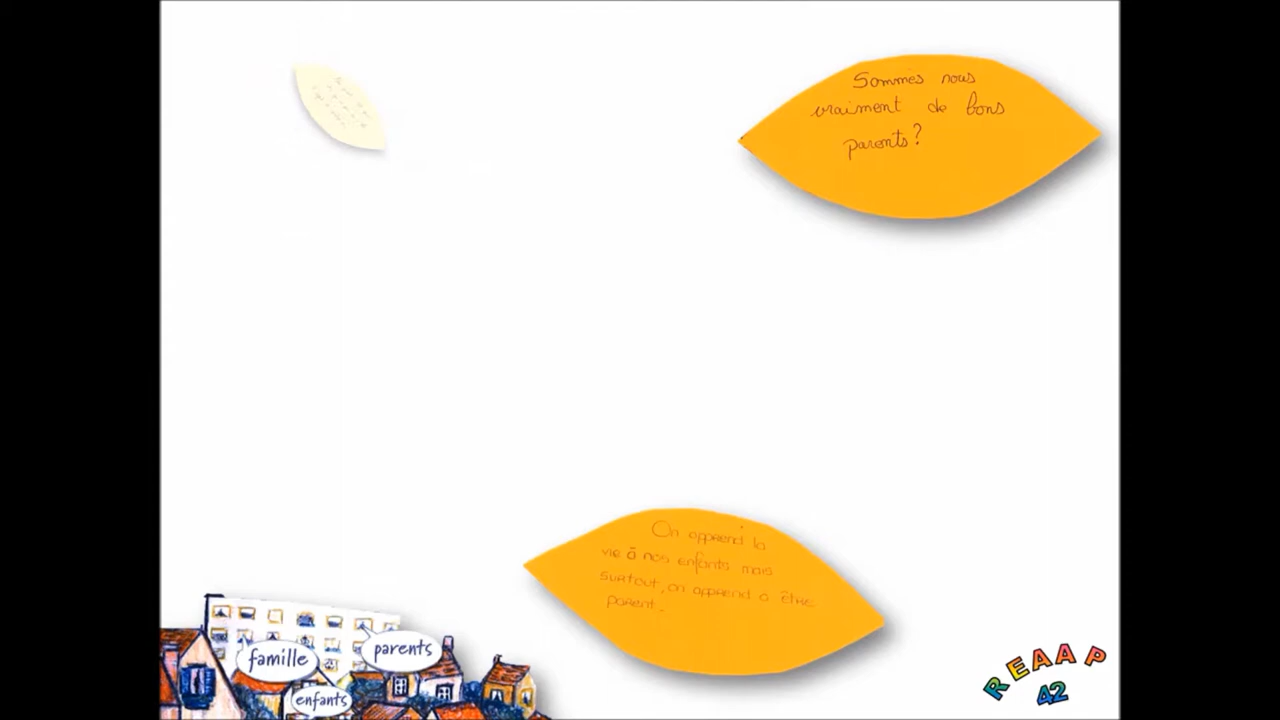 Sommes nous
vraiment de bons
parents?
On apprend la
vie à nos enfants mais
surtout, on apprend à être
parent.
famille
parents
enfants
REAAP
42